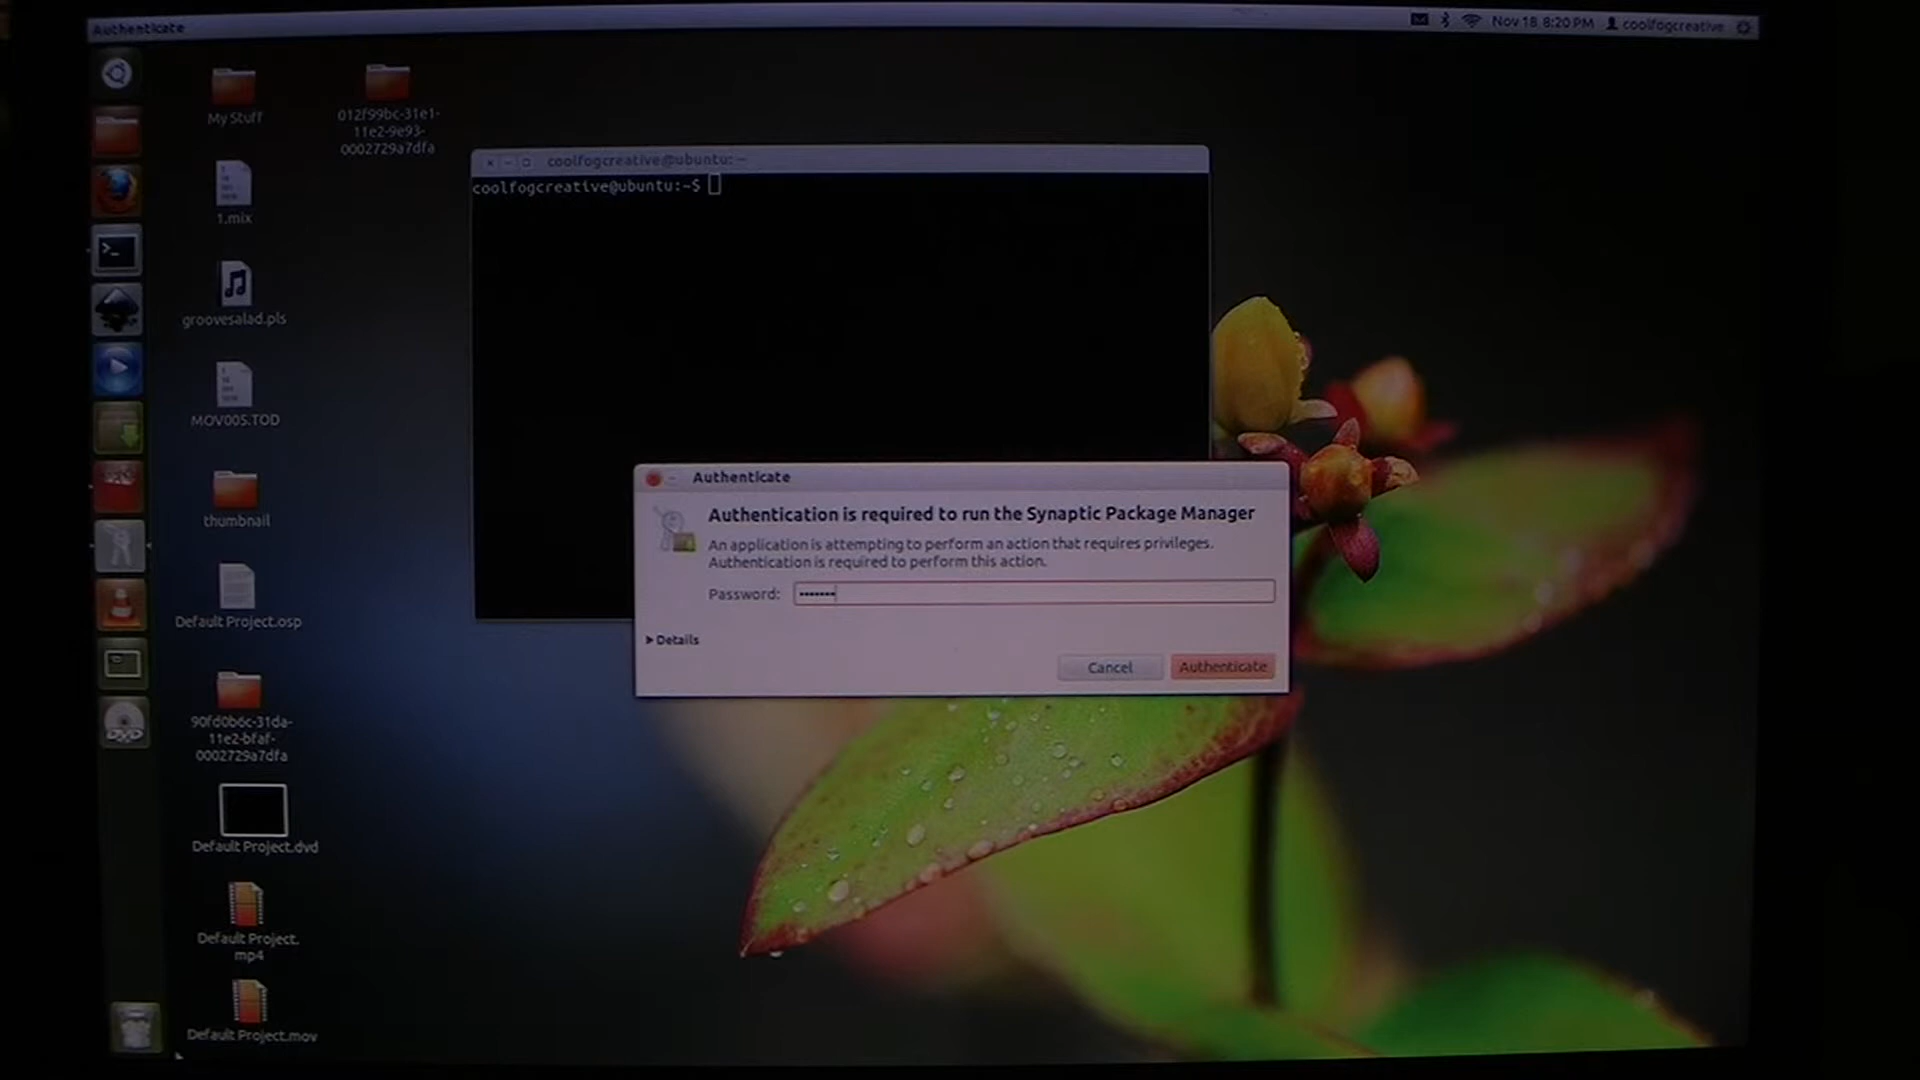 Authenticate
Nov 18 8:20 PM coolfogcreative
My Stuff
012f99bc-31e1-
11e2-9e93-
0002729a7dfa
1.mix
groovesalad.pls
MOV005.TOD
thumbnail
Default Project.osp
90fd0b6c-31da-
11e2-bfaf-
0002729a7dfa
Default Project.dvd
Default Project.
mp4
Default Project.mov
DVD
coolfogcreative@ubuntu: ~
coolfogcreative@ubuntu:~$
Authenticate
Authentication is required to run the Synaptic Package Manager
An application is attempting to perform an action that requires privileges.
Authentication is required to perform this action.
Password: •••••••
Details
Cancel
Authenticate